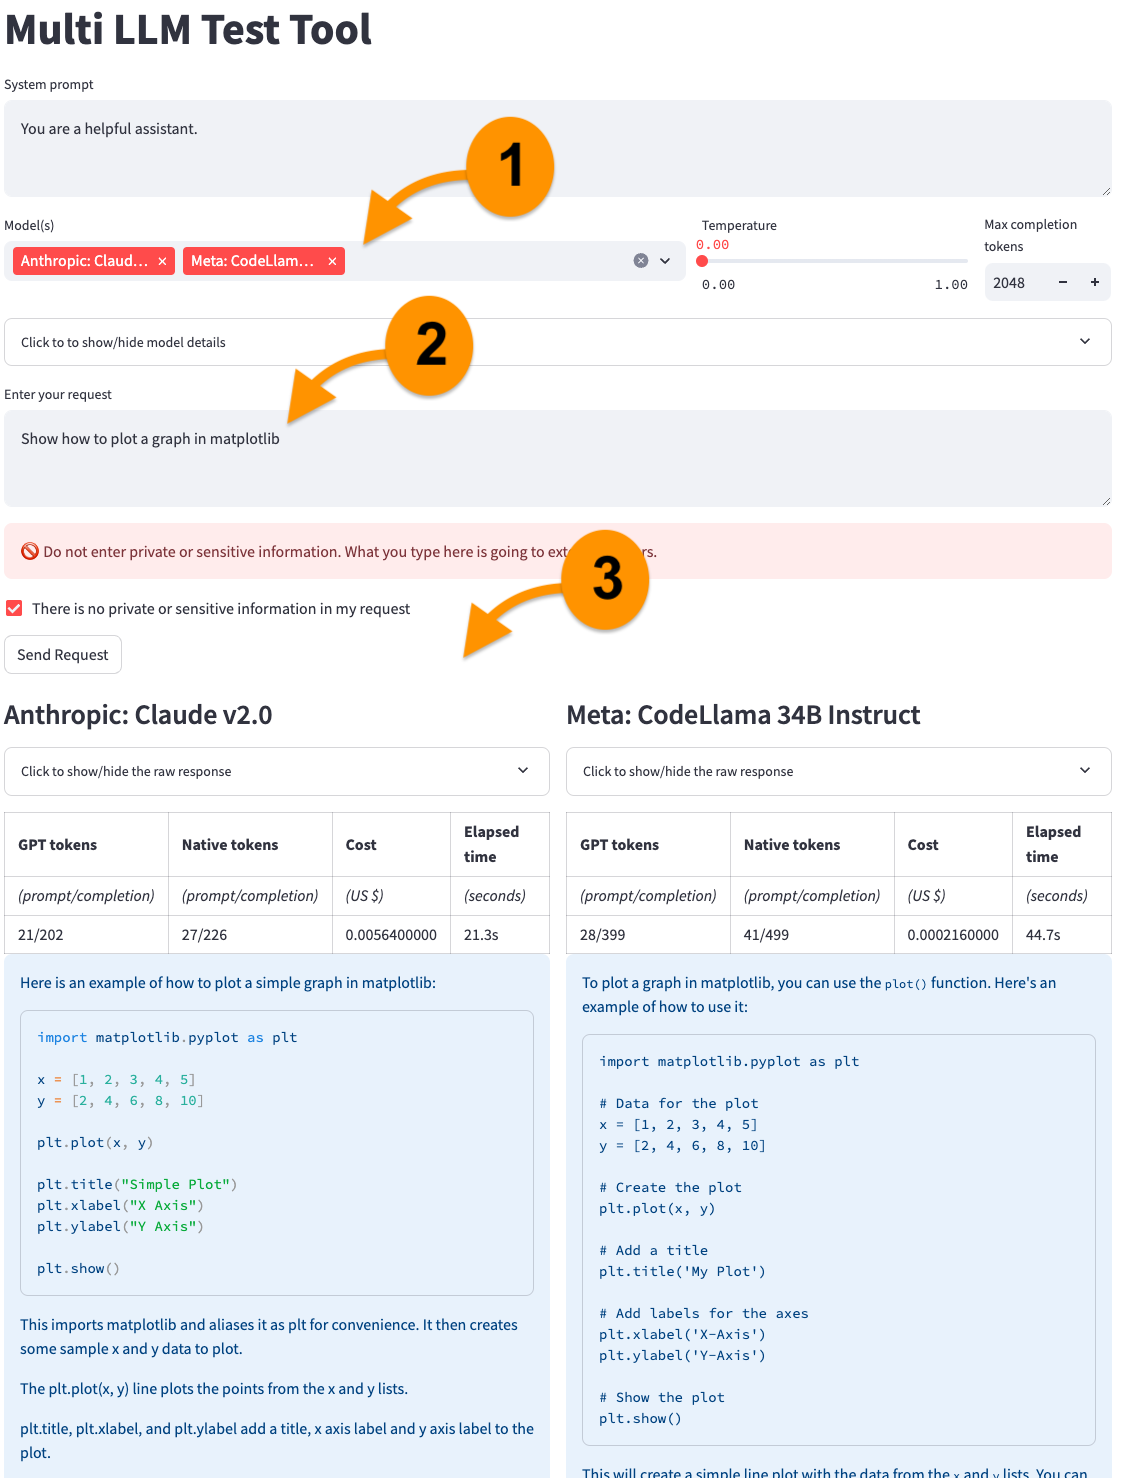 Multi LLM Test Tool
System prompt
You are a helpful assistant.
1
Model(s)
Anthropic: Claud... ×
Meta: CodeLlam... ×
Temperature
0.00
0.00 1.00
Max completion
tokens
2048 − +
2
Click to to show/hide model details
Enter your request
Show how to plot a graph in matplotlib
Do not enter private or sensitive information. What you type here is going to
3
There is no private or sensitive information in my request
Send Request
Anthropic: Claude v2.0
Click to show/hide the raw response
GPT tokens Native tokens Cost Elapsed
time
(prompt/completion) (prompt/completion) (US $) (seconds)
21/202 27/226 0.0056400000 21.3s
Here is an example of how to plot a simple graph in matplotlib:
import matplotlib.pyplot as plt
x = [1, 2, 3, 4, 5]
y = [2, 4, 6, 8, 10]
plt.plot(x, y)
plt.title("Simple Plot")
plt.xlabel("X Axis")
plt.ylabel("Y Axis")
plt.show()
This imports matplotlib and aliases it as plt for convenience. It then creates
some sample x and y data to plot.
The plt.plot(x, y) line plots the points from the x and y lists.
plt.title, plt.xlabel, and plt.ylabel add a title, x axis label and y axis label to the
plot.
Meta: CodeLlama 34B Instruct
Click to show/hide the raw response
GPT tokens Native tokens Cost Elapsed
time
(prompt/completion) (prompt/completion) (US $) (seconds)
28/399 41/499 0.0002160000 44.7s
To plot a graph in matplotlib, you can use the plot() function. Here's an
example of how to use it:
import matplotlib.pyplot as plt
# Data for the plot
x = [1, 2, 3, 4, 5]
y = [2, 4, 6, 8, 10]
# Create the plot
plt.plot(x, y)
# Add a title
plt.title('My Plot')
# Add labels for the axes
plt.xlabel('X-Axis')
plt.ylabel('Y-Axis')
# Show the plot
plt.show()
This will create a simple line plot with the data from the x and y lists. You can